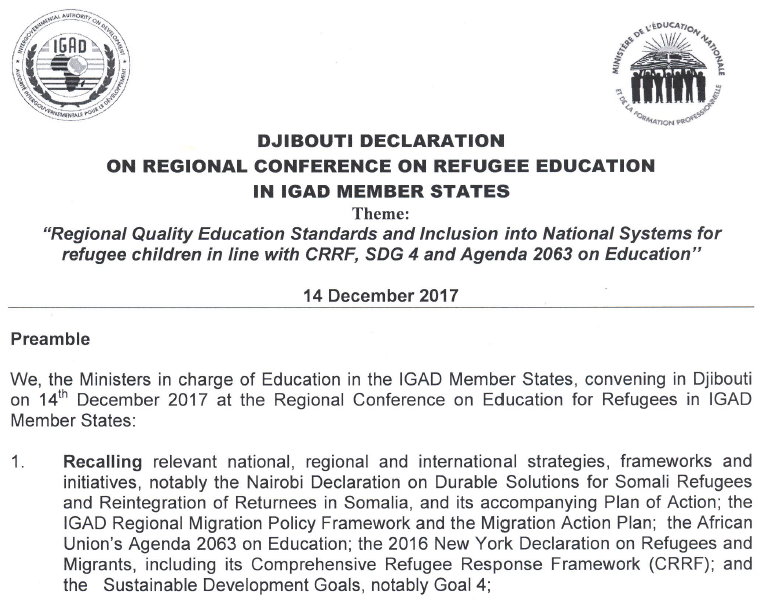 INTERGOVERNMENTAL AUTHORITY ON DEVELOPMENT
IGAD
AUTORITÉ INTERGOUVERNEMENTALE POUR LE DÉVELOPPEMENT
MINISTÈRE DE L'ÉDUCATION NATIONALE
ET DE LA FORMATION PROFESSIONNELLE
DJIBOUTI DECLARATION
ON REGIONAL CONFERENCE ON REFUGEE EDUCATION
IN IGAD MEMBER STATES
Theme:
“Regional Quality Education Standards and Inclusion into National Systems for
refugee children in line with CRRF, SDG 4 and Agenda 2063 on Education”
14 December 2017
Preamble
We, the Ministers in charge of Education in the IGAD Member States, convening in Djibouti
on 14th December 2017 at the Regional Conference on Education for Refugees in IGAD
Member States:
1. Recalling relevant national, regional and international strategies, frameworks and
initiatives, notably the Nairobi Declaration on Durable Solutions for Somali Refugees
and Reintegration of Returnees in Somalia, and its accompanying Plan of Action; the
IGAD Regional Migration Policy Framework and the Migration Action Plan; the African
Union's Agenda 2063 on Education; the 2016 New York Declaration on Refugees and
Migrants, including its Comprehensive Refugee Response Framework (CRRF); and
the Sustainable Development Goals, notably Goal 4;